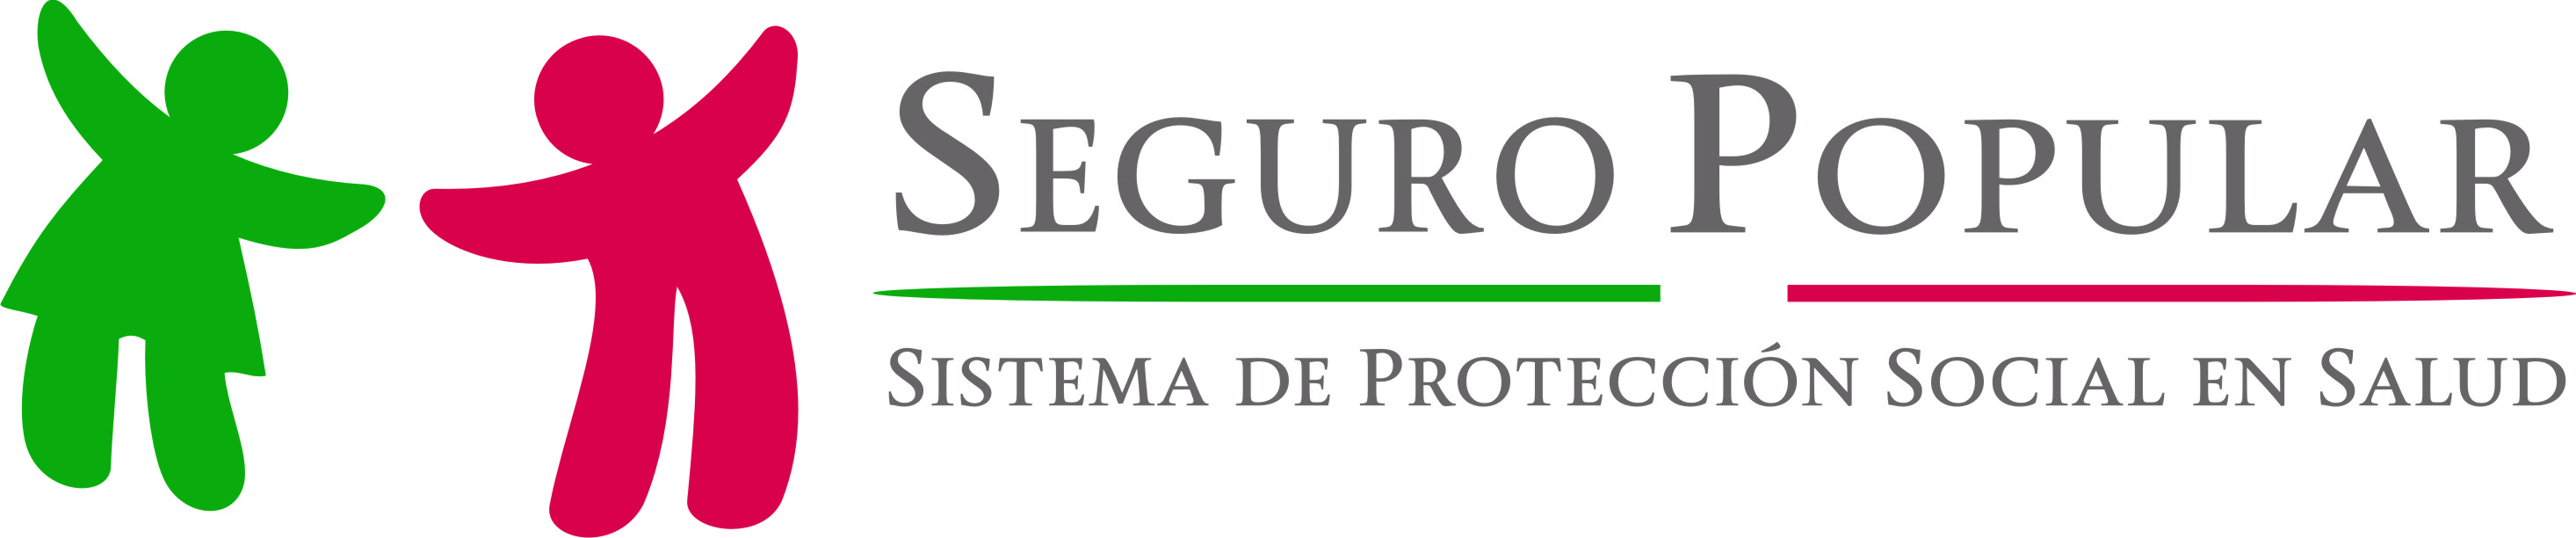 SEGURO POPULAR
SISTEMA DE PROTECCIÓN SOCIAL EN SALUD